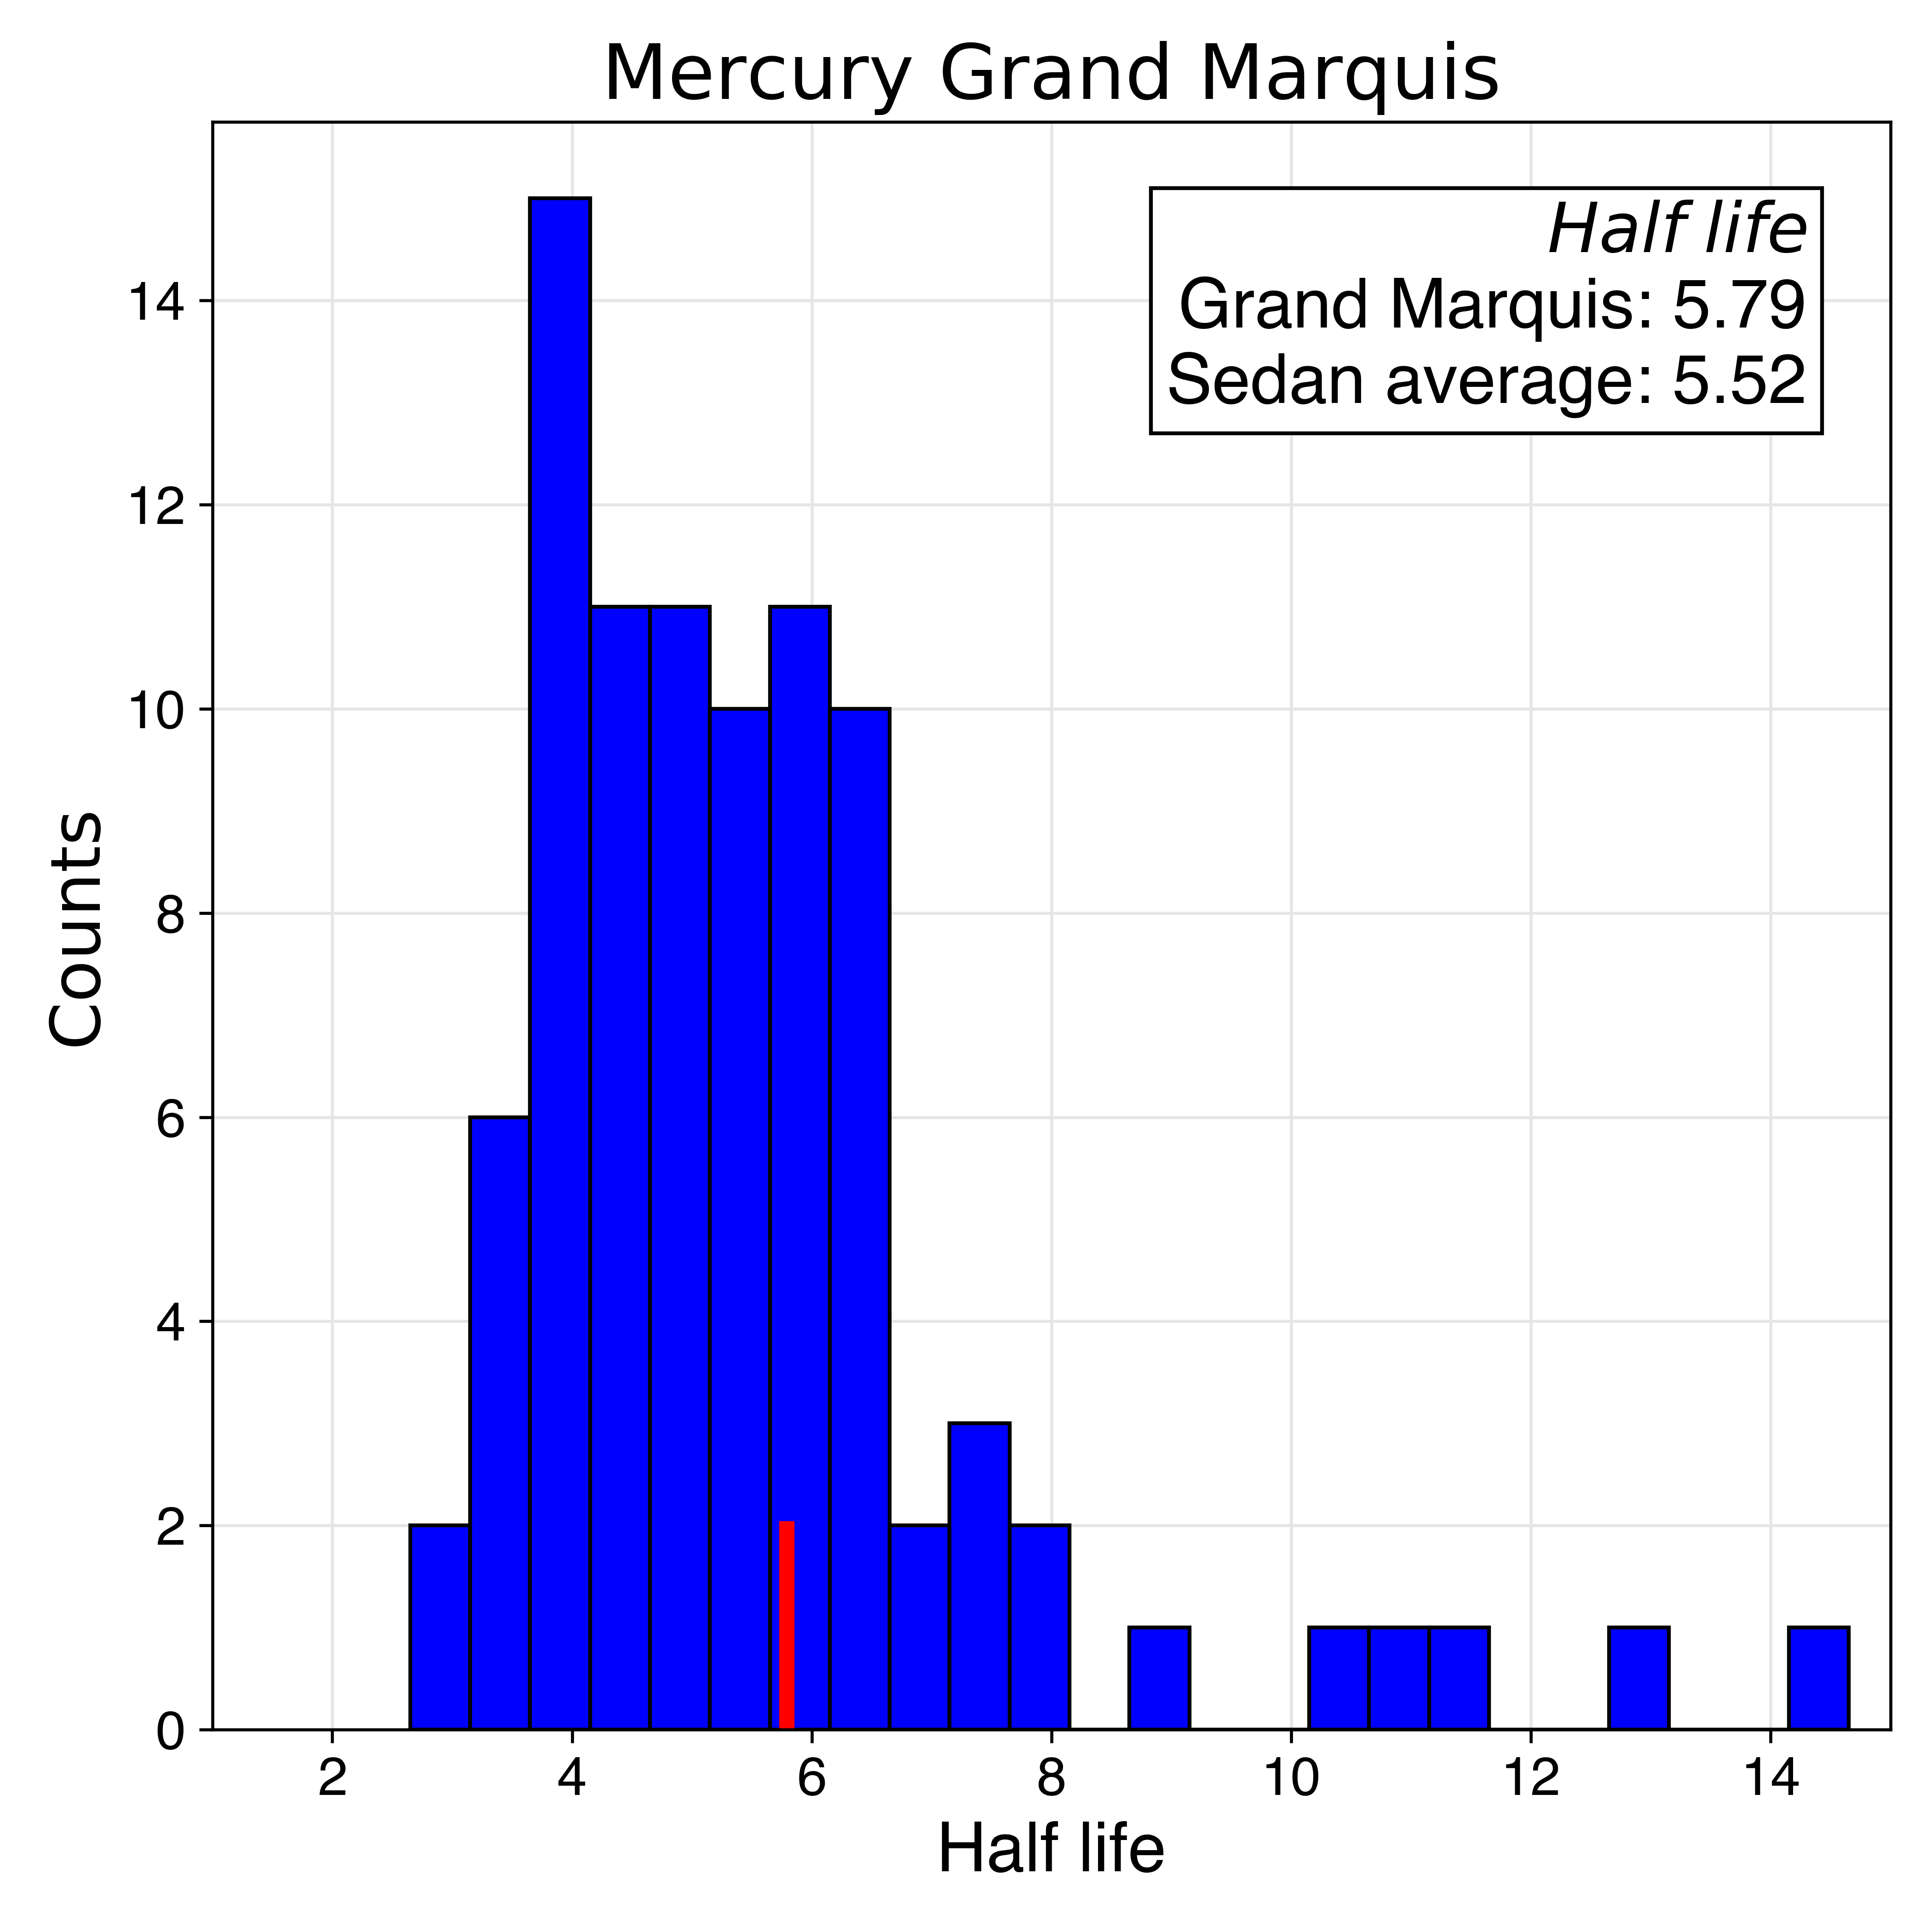 Mercury Grand Marquis
Half life
Grand Marquis: 5.79
Sedan average: 5.52
14
12
10
8
6
4
2
0
Counts
2 4 6 8 10 12 14
Half life